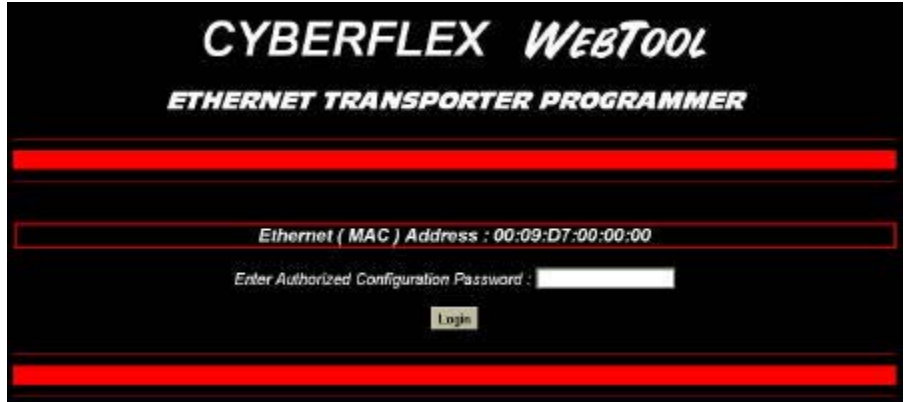 CYBERFLEX WEBTOOL
ETHERNET TRANSPORTER PROGRAMMER
Ethernet ( MAC ) Address : 00:09:D7:00:00:00
Enter Authorized Configuration Password :
Login